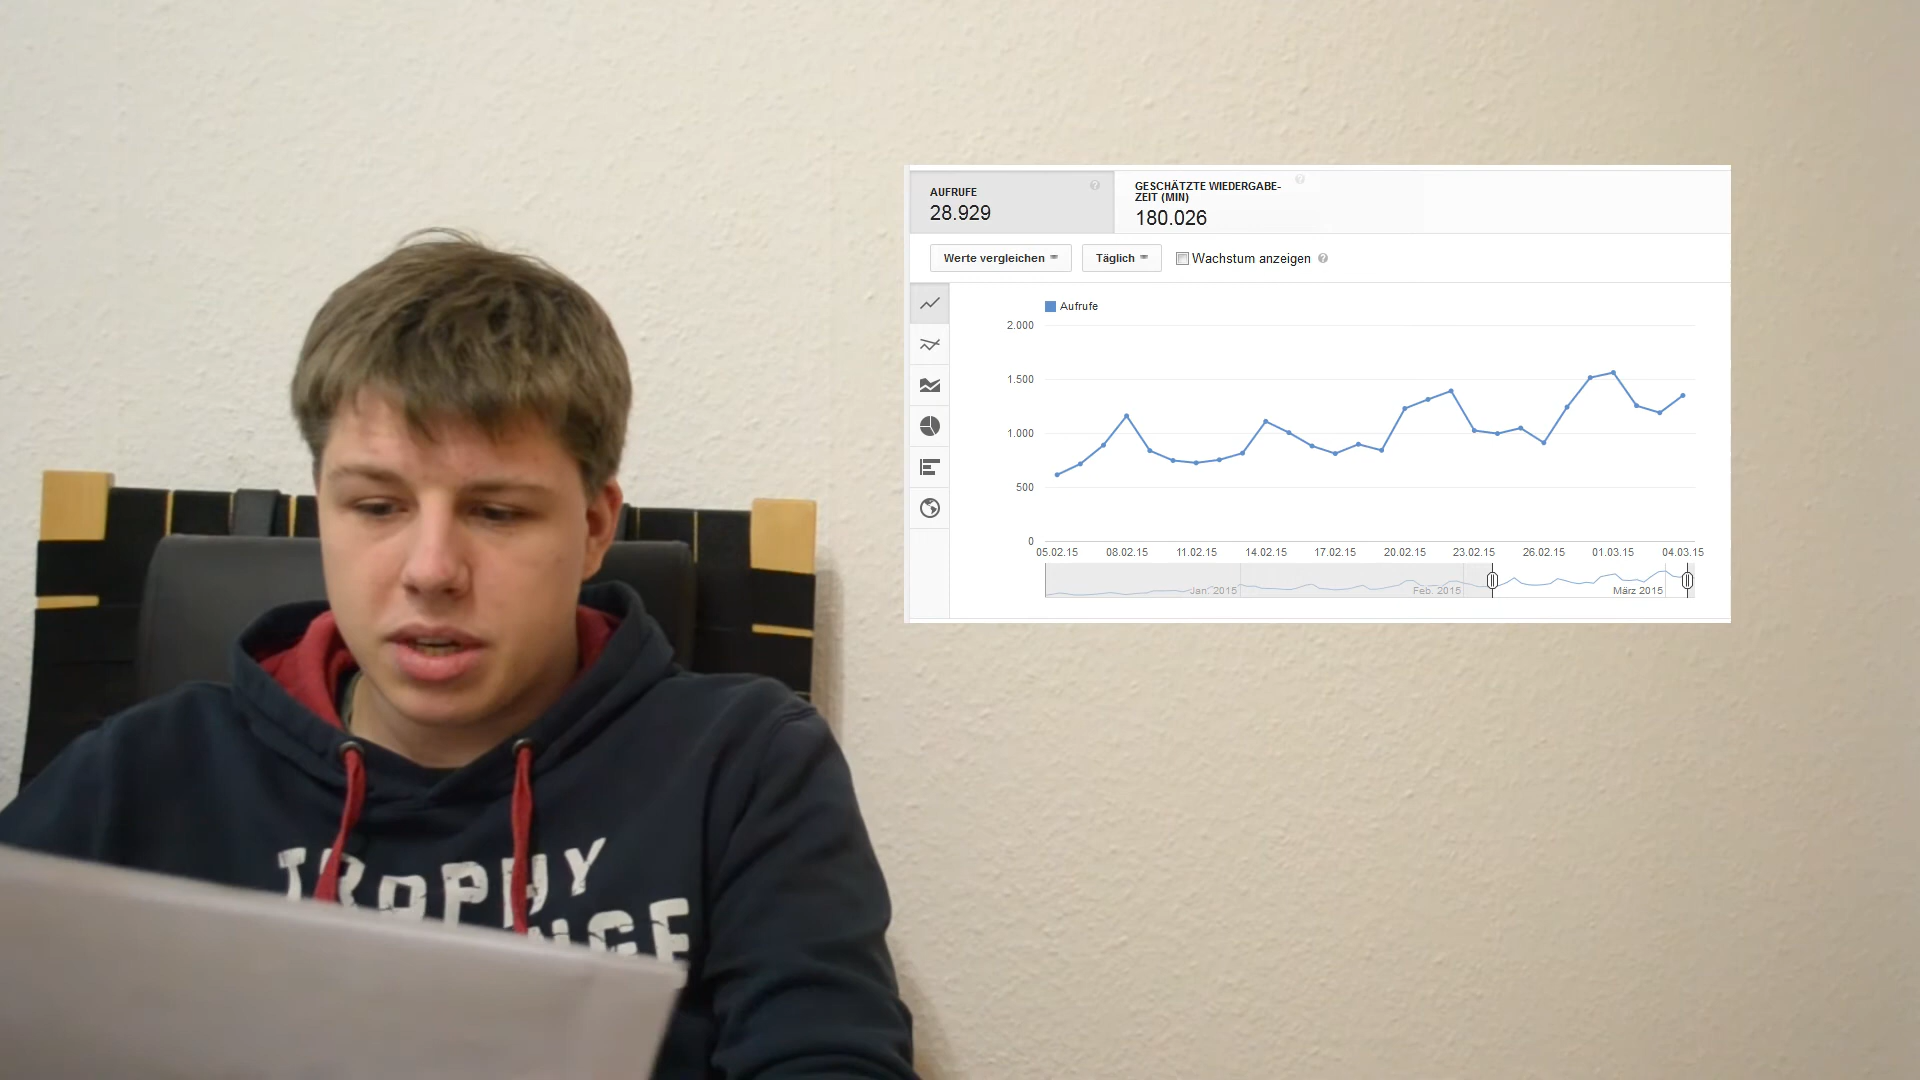 AUFRUFE
28.929
GESCHÄTZTE WIEDERGABE-
ZEIT (MIN)
180.026
Werte vergleichen
Täglich
Wachstum anzeigen
Aufrufe
2.000
1.500
1.000
500
0
05.02.15 08.02.15 11.02.15 14.02.15 17.02.15 20.02.15 23.02.15 26.02.15 01.03.15 04.03.15
Jan. 2015 Feb. 2015 März 2015
TROPHY